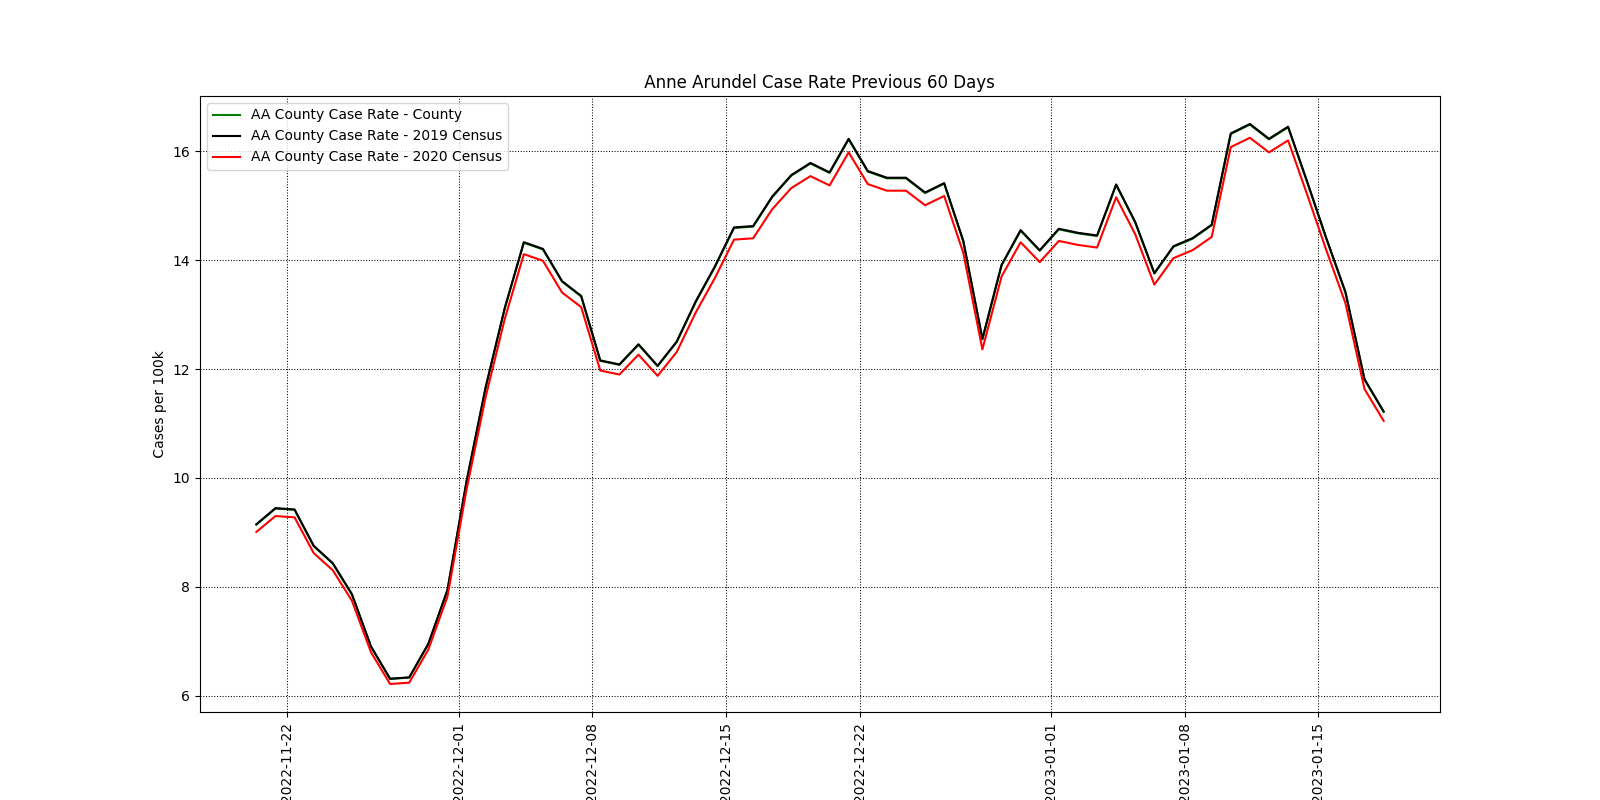 Anne Arundel Case Rate Previous 60 Days
AA County Case Rate - County
AA County Case Rate - 2019 Census
AA County Case Rate - 2020 Census
Cases per 100k
16
14
12
10
8
6
2022-11-22
2022-12-01
2022-12-08
2022-12-15
2022-12-22
2023-01-01
2023-01-08
2023-01-15